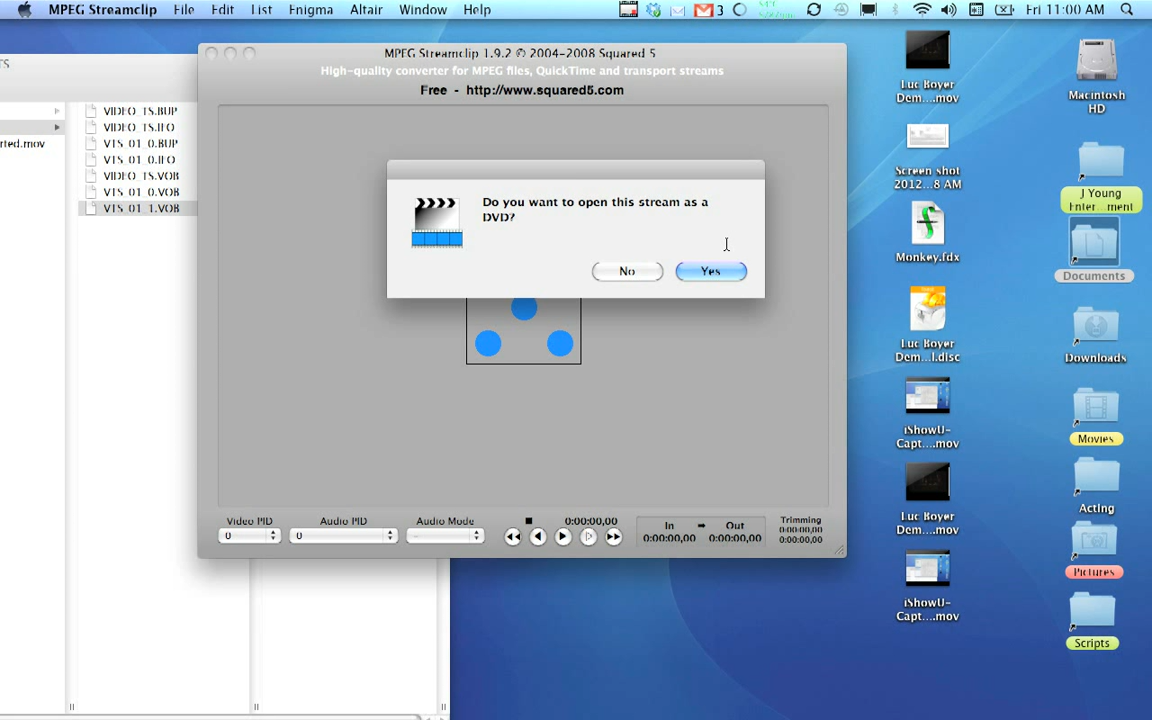 MPEG Streamclip File Edit List Enigma Altair Window Help 3 Fri 11:00 AM
TS
rted.mov
VIDEO_TS.BUP
VIDEO_TS.IFO
VTS_01_0.BUP
VTS_01_0.IFO
VIDEO_TS.VOB
VTS_01_0.VOB
VTS_01_1.VOB
MPEG Streamclip 1.9.2 © 2004-2008 Squared 5
High-quality converter for MPEG files, QuickTime and transport streams
Free - http://www.squared5.com
Do you want to open this stream as a
DVD?
No Yes
Video PID Audio PID Audio Mode 0:00:00,00
0 0 -
In ➡ Out
0:00:00,00 0:00:00,00
Trimming
0:00:00,00
0:00:00,00
Luc Boyer
Dem....mov
Screen shot
2012...8 AM
Monkey.fdx
Luc Boyer
Dem...l.disc
iShowU-
Capt....mov
Luc Boyer
Dem....mov
iShowU-
Capt....mov
Macintosh
HD
J Young
Enter...ment
Documents
Downloads
Movies
Acting
Pictures
Scripts